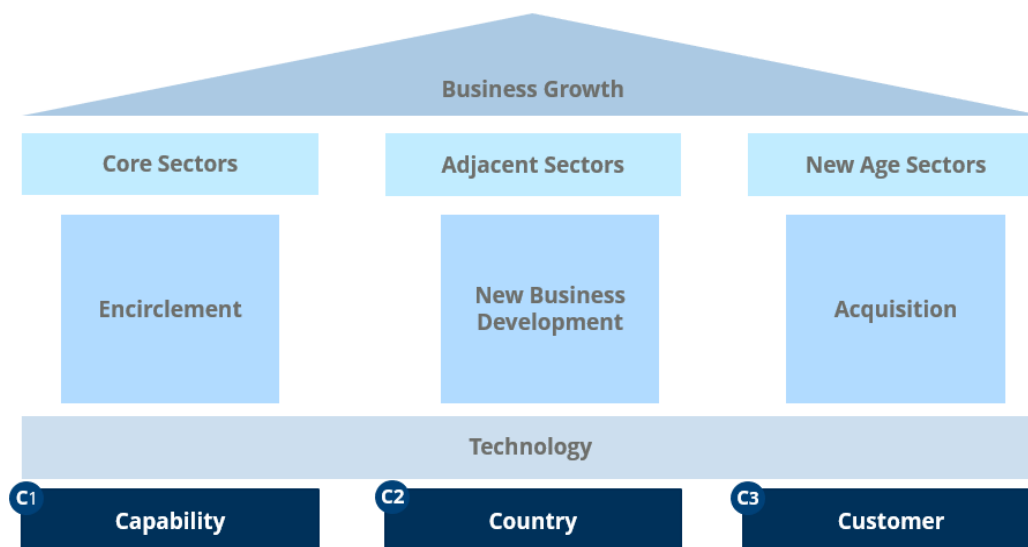 Business Growth
Core Sectors
Adjacent Sectors
New Age Sectors
Encirclement
New Business
Development
Acquisition
Technology
C1
Capability
C2
Country
C3
Customer